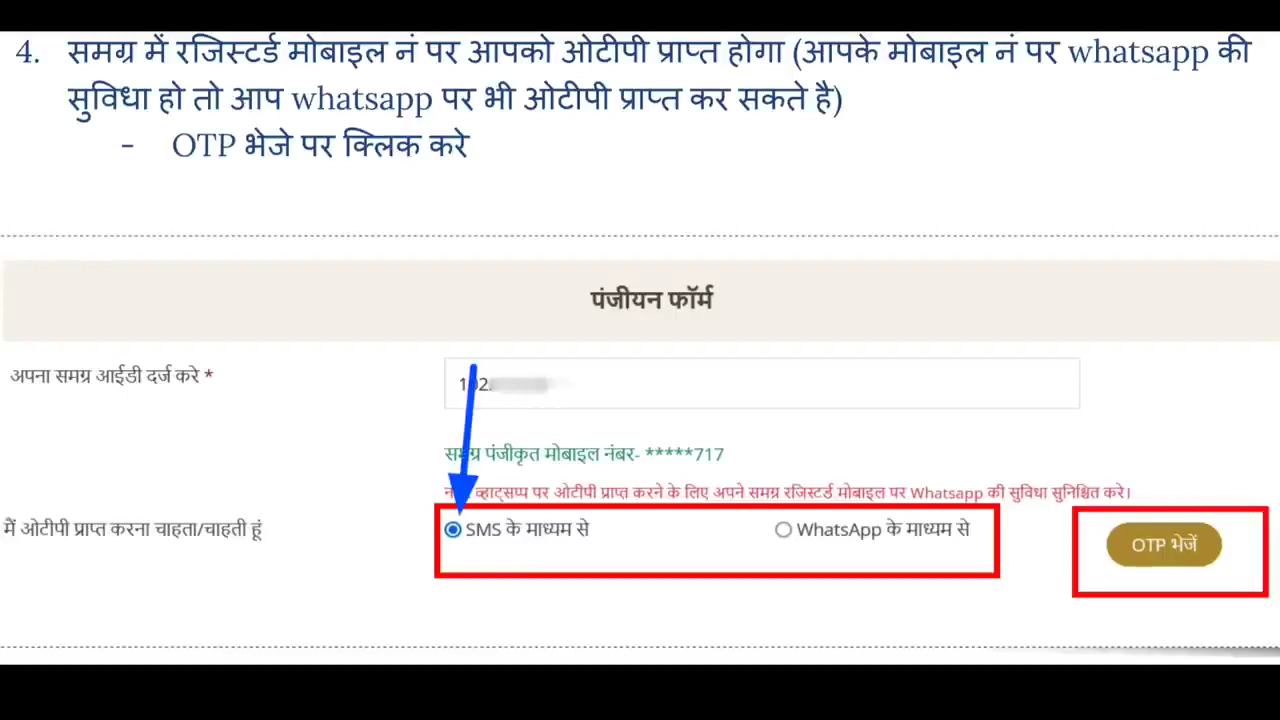 4. समग्र में रजिस्टर्ड मोबाइल नं पर आपको ओटीपी प्राप्त होगा (आपके मोबाइल नं पर whatsapp की
सुविधा हो तो आप whatsapp पर भी ओटीपी प्राप्त कर सकते है)
- OTP भेजे पर क्लिक करे
पंजीयन फॉर्म
अपना समग्र आईडी दर्ज करे *
समग्र पंजीकृत मोबाइल नंबर- *****717
व्हाट्सप्प पर ओटीपी प्राप्त करने के लिए अपने समग्र रजिस्टर्ड मोबाइल पर Whatsapp की सुविधा सुनिश्चित करे।
मैं ओटीपी प्राप्त करना चाहता/चाहती हूं
SMS के माध्यम से
WhatsApp के माध्यम से
OTP भेजें